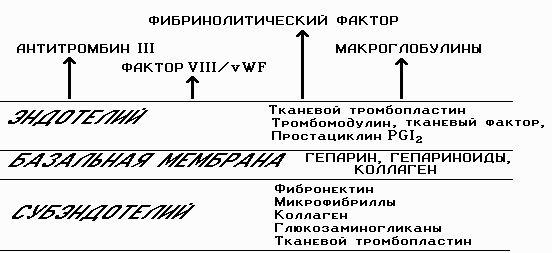 ФИБРИНОЛИТИЧЕСКИЙ ФАКТОР
АНТИТРОМБИН III
МАКРОГЛОБУЛИНЫ
ФАКТОР VIII/vWF
ЭНДОТЕЛИЙ
Тканевой тромбопластин
Тромбомодулин, тканевый фактор,
Простациклин PGI2
БАЗАЛЬНАЯ МЕМБРАНА
ГЕПАРИН, ГЕПАРИНОИДЫ,
КОЛЛАГЕН
СУБЭНДОТЕЛИЙ
Фибронектин
Микрофибриллы
Коллаген
Глюкозаминогликаны
Тканевой тромбопластин